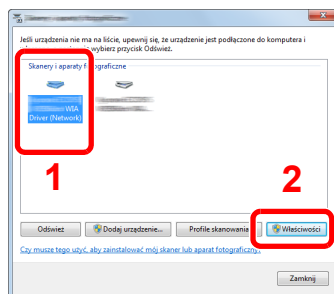 Jeśli urządzenia nie ma na liście, upewnij się, że urządzenie jest podłączone do komputera i
wybierz przycisk Odśwież.
Skanery i aparaty fotograficzne
WIA
Driver (Network)
1
2
Odśwież
Dodaj urządzenie...
Profile skanowania
Właściwości
Czy muszę tego użyć, aby zainstalować mój skaner lub aparat fotograficzny?
Zamknij